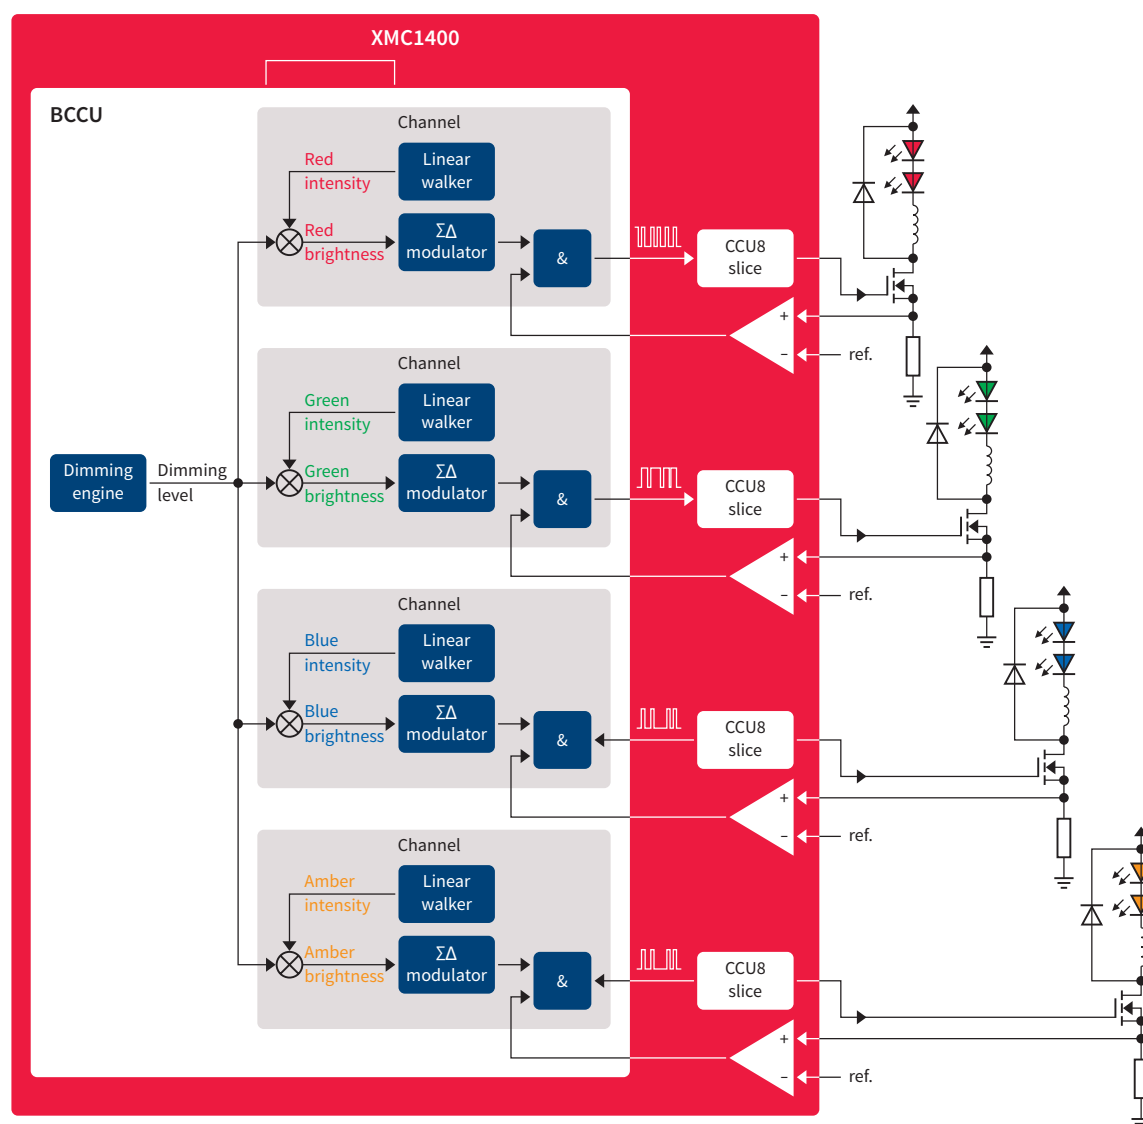 XMC1400
BCCU
Channel
Red
intensity
Linear
walker
Red
brightness
ΣΔ
modulator
&
CCU8
slice
+
–
ref.
Channel
Green
intensity
Linear
walker
Dimming
engine
Dimming
level
Green
brightness
ΣΔ
modulator
&
CCU8
slice
+
–
ref.
Channel
Blue
intensity
Linear
walker
Blue
brightness
ΣΔ
modulator
&
CCU8
slice
+
–
ref.
Channel
Amber
intensity
Linear
walker
Amber
brightness
ΣΔ
modulator
&
CCU8
slice
+
–
ref.